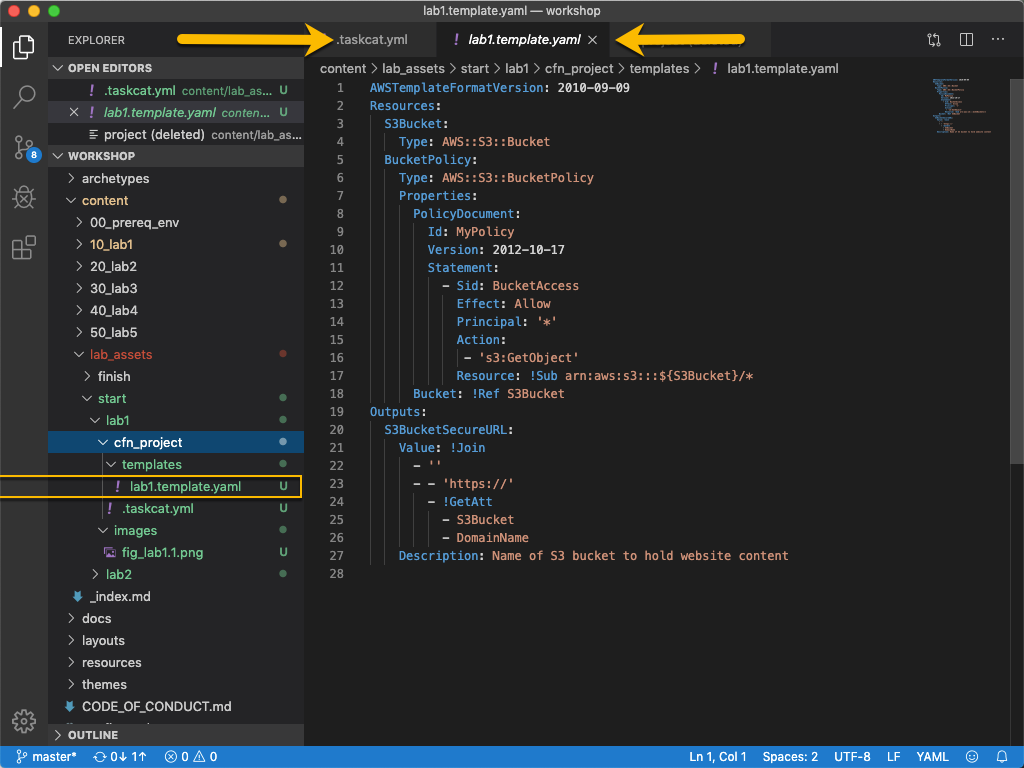 lab1.template.yaml — workshop
EXPLORER
.taskcat.yml
! lab1.template.yaml ×
OPEN EDITORS
! .taskcat.yml content/lab_as... U
× ! lab1.template.yaml conten... U
project (deleted) content/lab_as...
WORKSHOP
archetypes
content
00_prereq_env
10_lab1
20_lab2
30_lab3
40_lab4
50_lab5
lab_assets
finish
start
lab1
cfn_project
templates
! lab1.template.yaml U
! .taskcat.yml U
images
fig_lab1.1.png U
lab2
_index.md
docs
layouts
resources
themes
CODE_OF_CONDUCT.md
OUTLINE
8
content > lab_assets > start > lab1 > cfn_project > templates > ! lab1.template.yaml
1 AWSTemplateFormatVersion: 2010-09-09
2 Resources:
3 S3Bucket:
4 Type: AWS::S3::Bucket
5 BucketPolicy:
6 Type: AWS::S3::BucketPolicy
7 Properties:
8 PolicyDocument:
9 Id: MyPolicy
10 Version: 2012-10-17
11 Statement:
12 - Sid: BucketAccess
13 Effect: Allow
14 Principal: '*'
15 Action:
16 - 's3:GetObject'
17 Resource: !Sub arn:aws:s3:::${S3Bucket}/*
18 Bucket: !Ref S3Bucket
19 Outputs:
20 S3BucketSecureURL:
21 Value: !Join
22 - ''
23 - - 'https://'
24 - !GetAtt
25 - S3Bucket
26 - DomainName
27 Description: Name of S3 bucket to hold website content
28
master* 0↓ 1↑ 0 0 Ln 1, Col 1 Spaces: 2 UTF-8 LF YAML